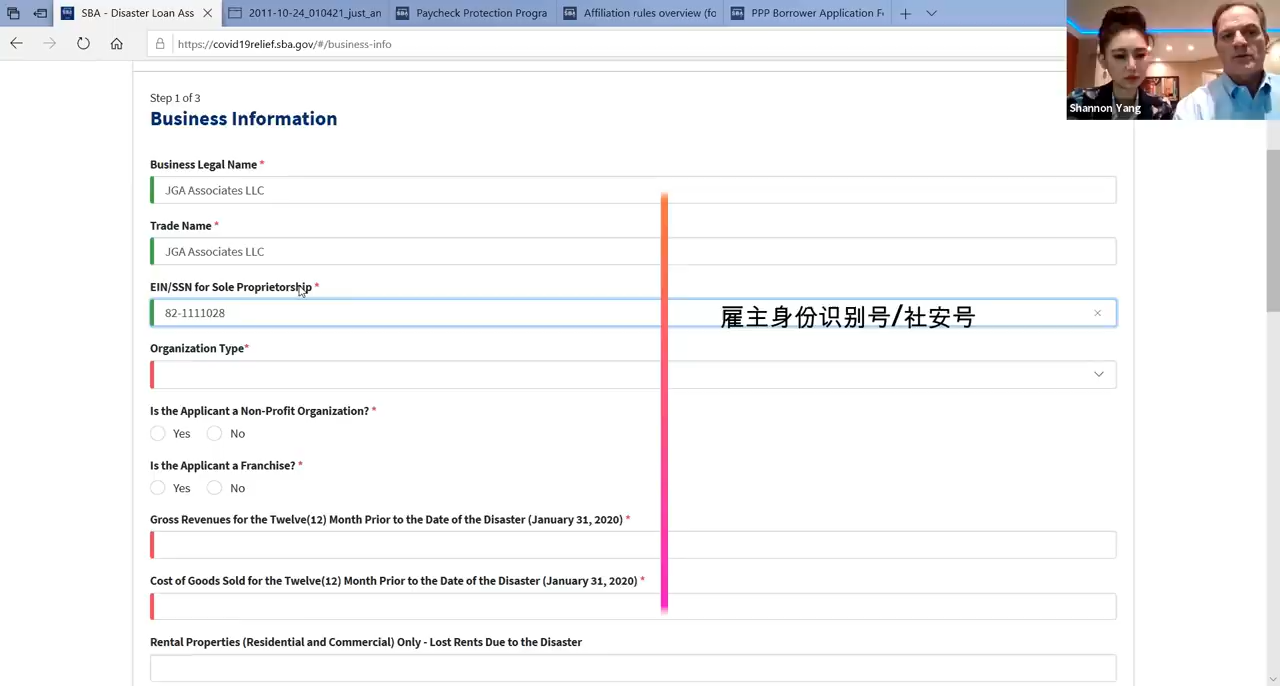 SBA - Disaster Loan Ass
2011-10-24_010421_just_an
Paycheck Protection Progra
Affiliation rules overview (fo
PPP Borrower Application F
https://covid19relief.sba.gov/#/business-info
Shannon Yang
Step 1 of 3
Business Information
Business Legal Name *
JGA Associates LLC
Trade Name *
JGA Associates LLC
EIN/SSN for Sole Proprietorship *
82-1111028
雇主身份识别号/社安号
Organization Type*
Is the Applicant a Non-Profit Organization? *
Yes No
Is the Applicant a Franchise? *
Yes No
Gross Revenues for the Twelve(12) Month Prior to the Date of the Disaster (January 31, 2020) *
Cost of Goods Sold for the Twelve(12) Month Prior to the Date of the Disaster (January 31, 2020) *
Rental Properties (Residential and Commercial) Only - Lost Rents Due to the Disaster